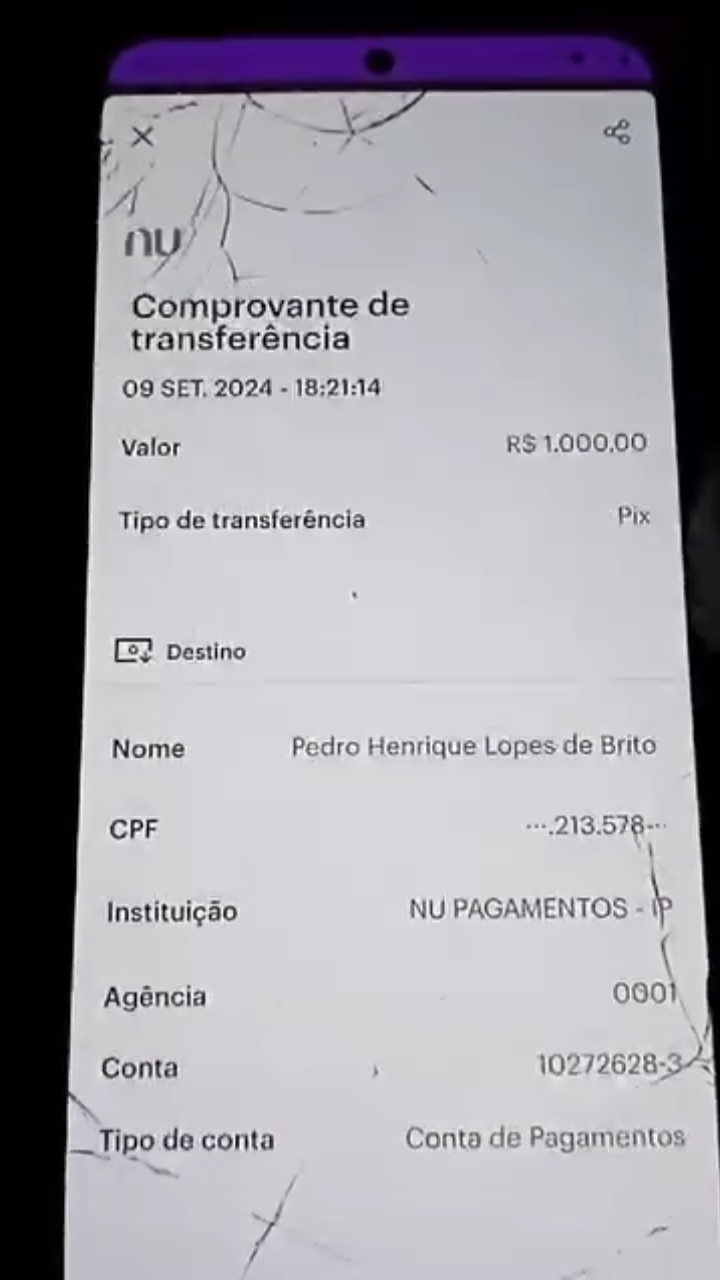 nu
Comprovante de
transferência
09 SET. 2024 - 18:21:14
Valor R$ 1.000,00
Tipo de transferência Pix
Destino
Nome Pedro Henrique Lopes de Brito
CPF ···.213.578-··
Instituição NU PAGAMENTOS - IP
Agência 0001
Conta 10272628-3
Tipo de conta Conta de Pagamentos